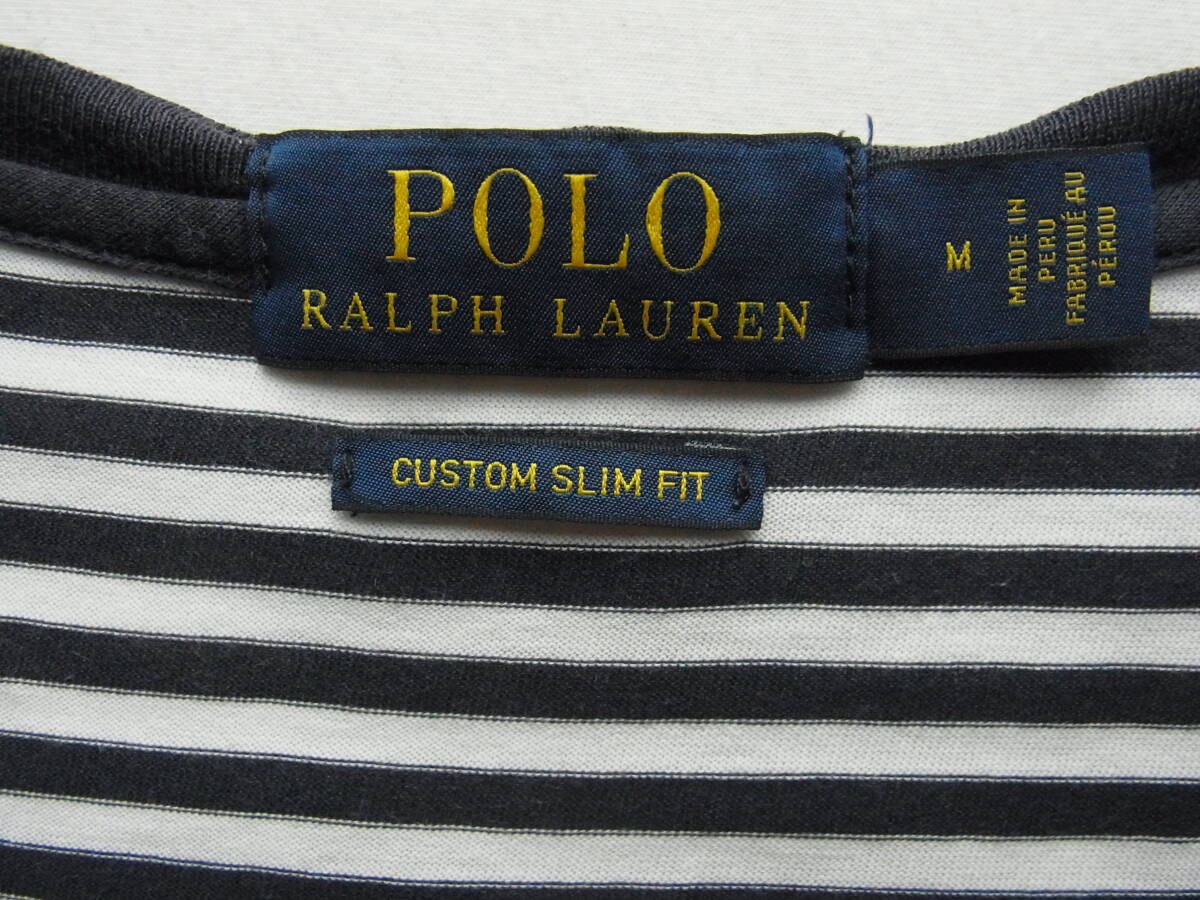 POLO
RALPH LAUREN
M
MADE IN
PERU
FABRIQUÉ AU
PÉROU
CUSTOM SLIM FIT